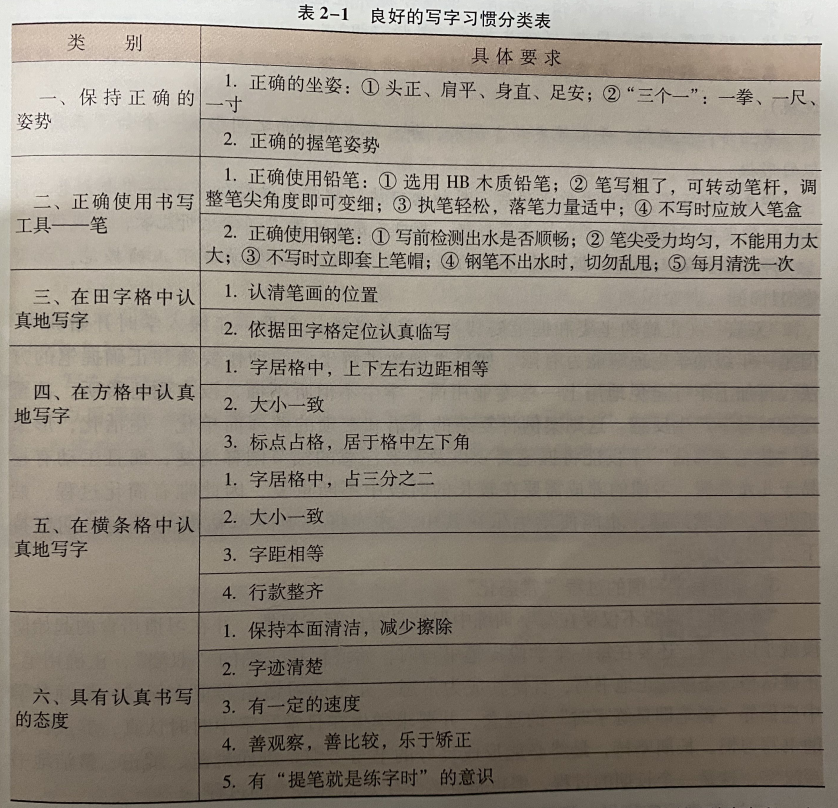 表 2-1 良好的写字习惯分类表
类 别
具体要求
一、保持正确的
姿势
1. 正确的坐姿：① 头正、肩平、身直、足安；② “三个一”：一拳、一尺、
一寸
2. 正确的握笔姿势
二、正确使用书写
工具——笔
1. 正确使用铅笔：① 选用 HB 木质铅笔；② 笔写粗了，可转动笔杆，调
整笔尖角度即可变细；③ 执笔轻松，落笔力量适中；④ 不写时应放入笔盒
2. 正确使用钢笔：① 写前检测出水是否顺畅；② 笔尖受力均匀，不能用力太
大；③ 不写时立即套上笔帽；④ 钢笔不出水时，切勿乱甩；⑤ 每月清洗一次
三、在田字格中认
真地写字
1. 认清笔画的位置
2. 依据田字格定位认真临写
四、在方格中认真
地写字
1. 字居格中，上下左右边距相等
2. 大小一致
3. 标点占格，居于格中左下角
五、在横条格中认
真地写字
1. 字居格中，占三分之二
2. 大小一致
3. 字距相等
4. 行款整齐
六、具有认真书写
的态度
1. 保持本面清洁，减少擦除
2. 字迹清楚
3. 有一定的速度
4. 善观察，善比较，乐于矫正
5. 有“提笔就是练字时”的意识